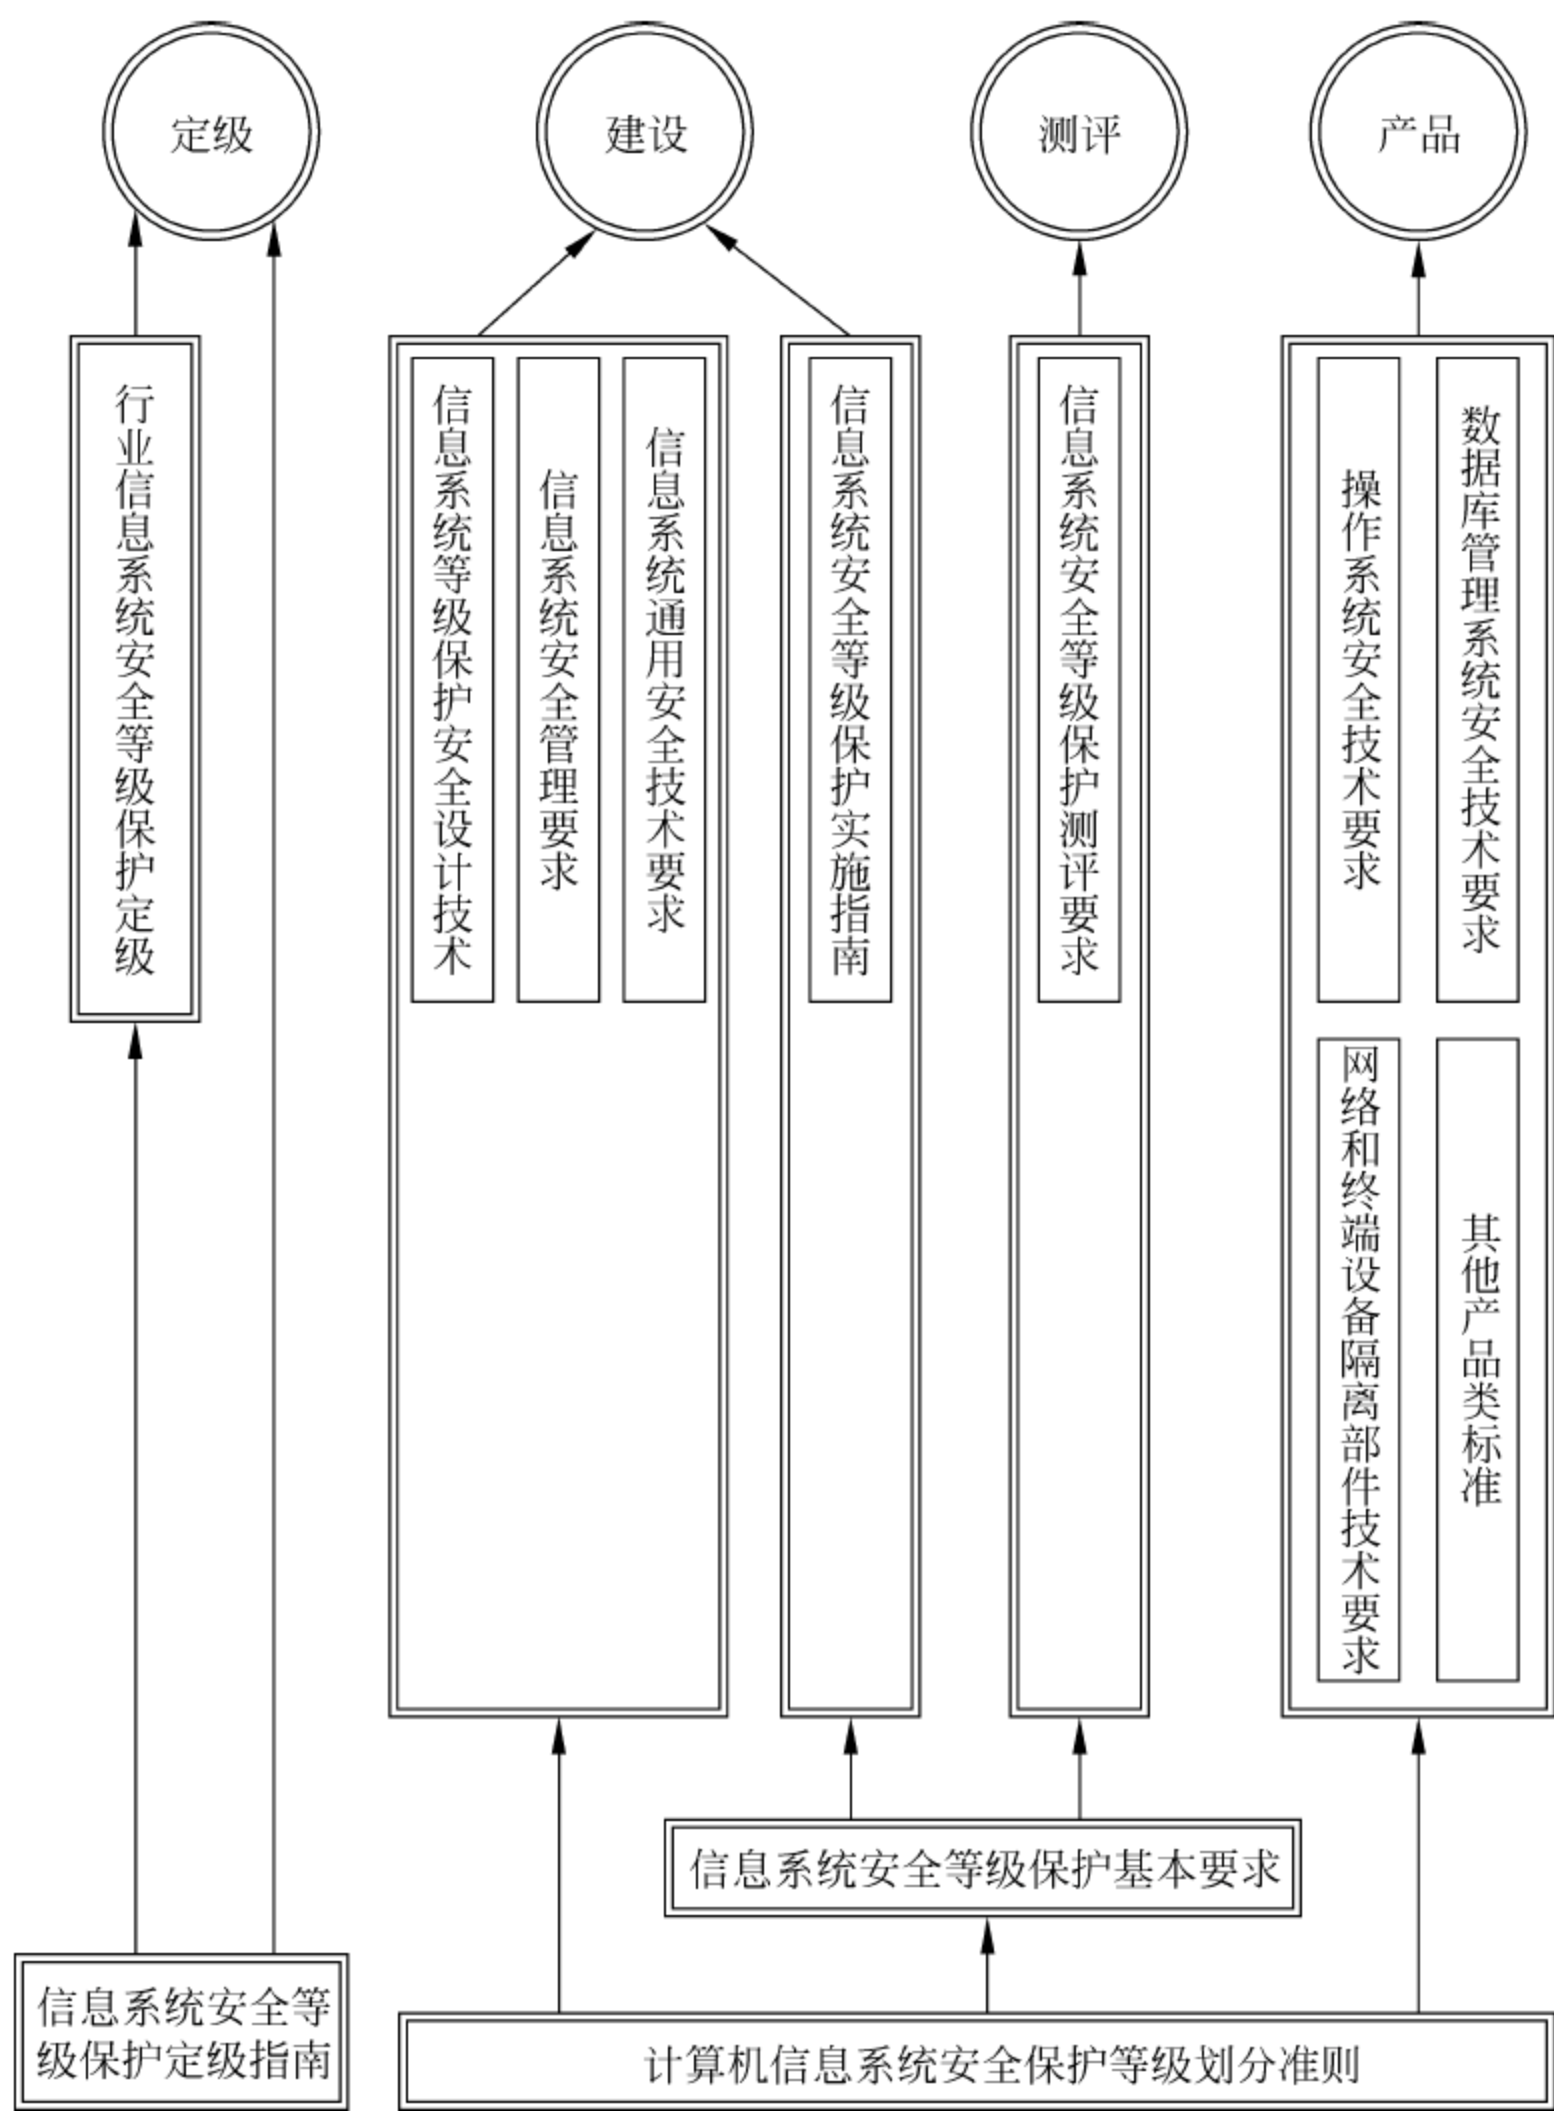 定级
建设
测评
产品
行业信息系统安全等级保护定级
信息系统等级保护安全设计技术
信息系统安全管理要求
信息系统通用安全技术要求
信息系统安全等级保护实施指南
信息系统安全等级保护测评要求
操作系统安全技术要求
数据库管理系统安全技术要求
网络和终端设备隔离部件技术要求
其他产品类标准
信息系统安全等级保护基本要求
信息系统安全等
级保护定级指南
计算机信息系统安全保护等级划分准则